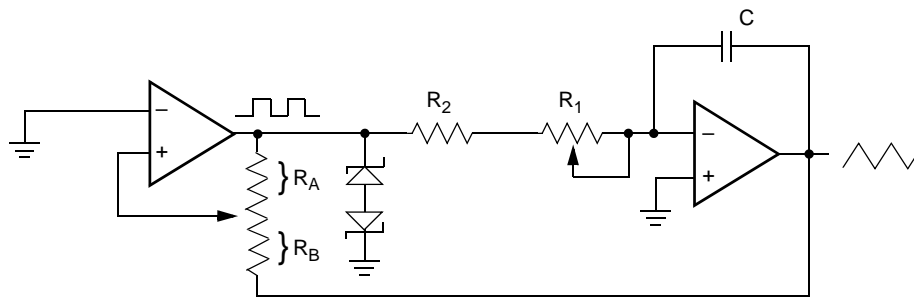 C
R2
R1
–
+
–
+
} RA
} RB